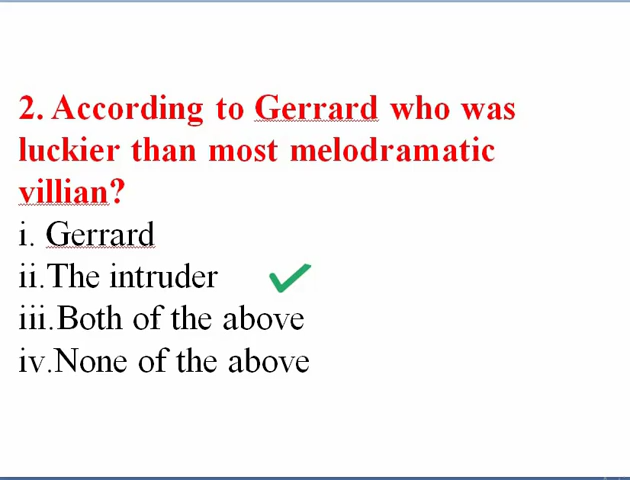 2. According to Gerrard who was
luckier than most melodramatic
villian?
i. Gerrard
ii.The intruder
iii.Both of the above
iv.None of the above